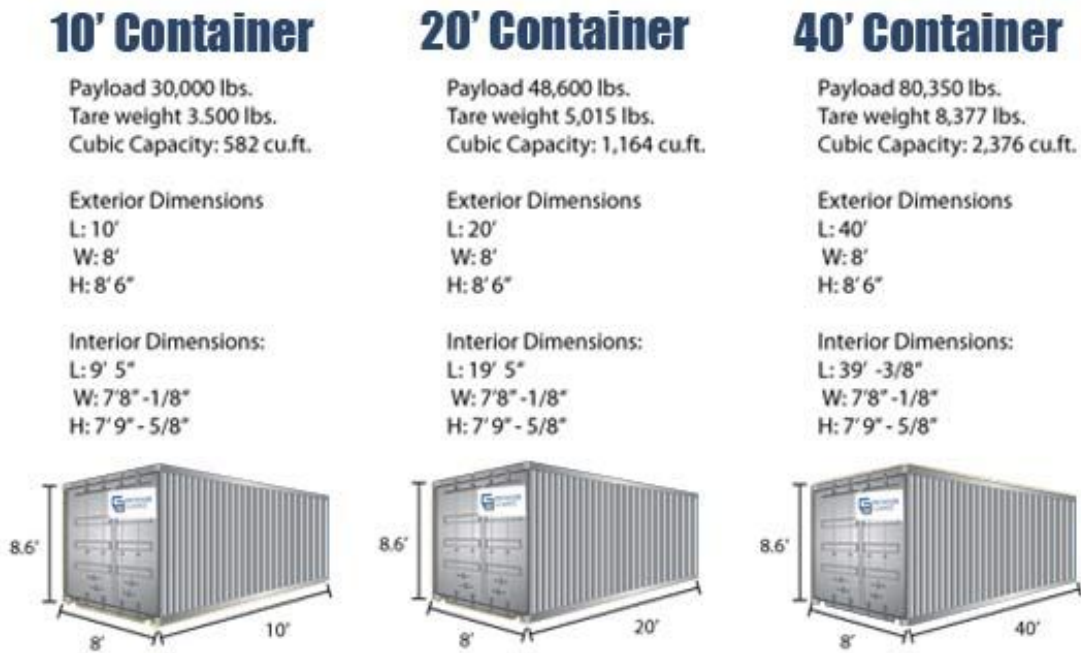 10' Container
Payload 30,000 lbs.
Tare weight 3.500 lbs.
Cubic Capacity: 582 cu.ft.
Exterior Dimensions
L: 10'
W: 8'
H: 8' 6"
Interior Dimensions:
L: 9' 5"
W: 7'8" -1/8"
H: 7' 9" - 5/8"
8.6'
8'
10'
20' Container
Payload 48,600 lbs.
Tare weight 5,015 lbs.
Cubic Capacity: 1,164 cu.ft.
Exterior Dimensions
L: 20'
W: 8'
H: 8' 6"
Interior Dimensions:
L: 19' 5"
W: 7'8" -1/8"
H: 7' 9" - 5/8"
8.6'
8'
20'
40' Container
Payload 80,350 lbs.
Tare weight 8,377 lbs.
Cubic Capacity: 2,376 cu.ft.
Exterior Dimensions
L: 40'
W: 8'
H: 8' 6"
Interior Dimensions:
L: 39' -3/8"
W: 7'8" -1/8"
H: 7' 9" - 5/8"
8.6'
8'
40'